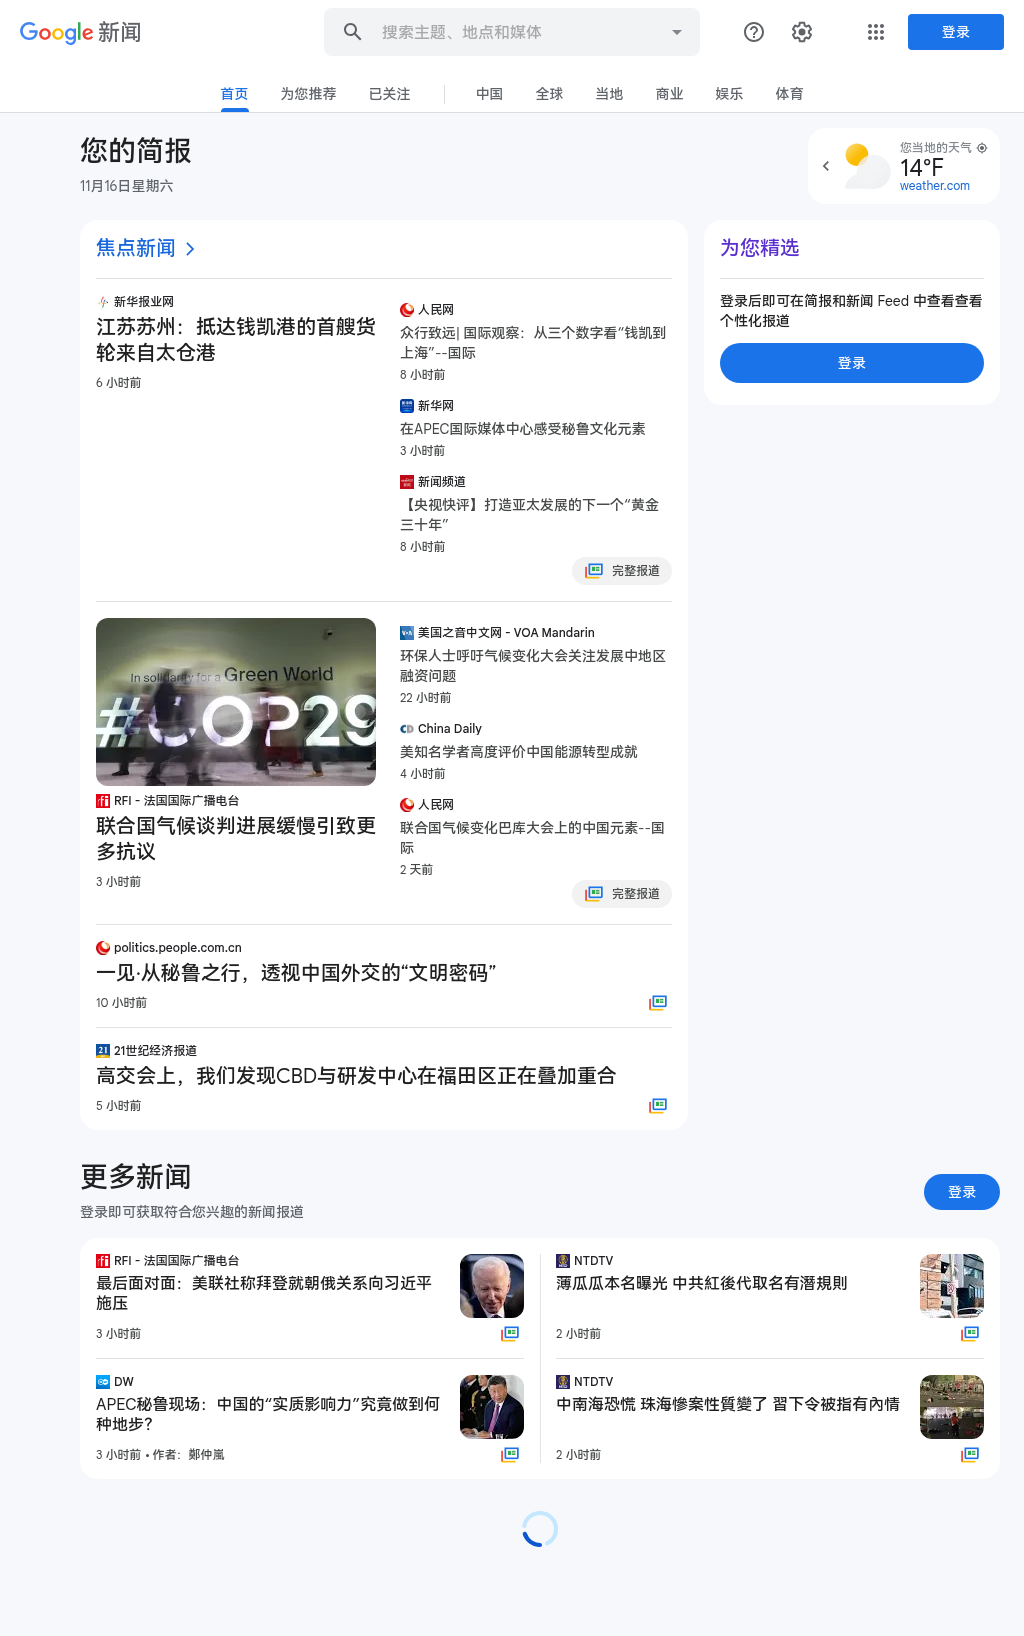 Google 新闻
搜索主题、地点和媒体
登录
首页
为您推荐
已关注
中国
全球
当地
商业
娱乐
体育
您的简报
11月16日星期六
您当地的天气
14°F
weather.com
焦点新闻
新华报业网
江苏苏州：抵达钱凯港的首艘货
轮来自太仓港
6 小时前
人民网
众行致远| 国际观察：从三个数字看“钱凯到
上海”--国际
8 小时前
新华网
在APEC国际媒体中心感受秘鲁文化元素
3 小时前
新闻频道
【央视快评】打造亚太发展的下一个“黄金
三十年”
8 小时前
完整报道
为您精选
登录后即可在简报和新闻 Feed 中查看查看
个性化报道
登录
In solidarity for a Green World
#COP29
RFI - 法国国际广播电台
联合国气候谈判进展缓慢引致更
多抗议
3 小时前
美国之音中文网 - VOA Mandarin
环保人士呼吁气候变化大会关注发展中地区
融资问题
22 小时前
China Daily
美知名学者高度评价中国能源转型成就
4 小时前
人民网
联合国气候变化巴库大会上的中国元素--国
际
2 天前
完整报道
politics.people.com.cn
一见·从秘鲁之行，透视中国外交的“文明密码”
10 小时前
21世纪经济报道
高交会上，我们发现CBD与研发中心在福田区正在叠加重合
5 小时前
更多新闻
登录即可获取符合您兴趣的新闻报道
登录
RFI - 法国国际广播电台
最后面对面：美联社称拜登就朝俄关系向习近平
施压
3 小时前
NTDTV
薄瓜瓜本名曝光 中共紅後代取名有潛規則
2 小时前
DW
APEC秘鲁现场：中国的“实质影响力”究竟做到何
种地步？
3 小时前 • 作者：鄭仲嵐
NTDTV
中南海恐慌 珠海慘案性質變了 習下令被指有內情
2 小时前